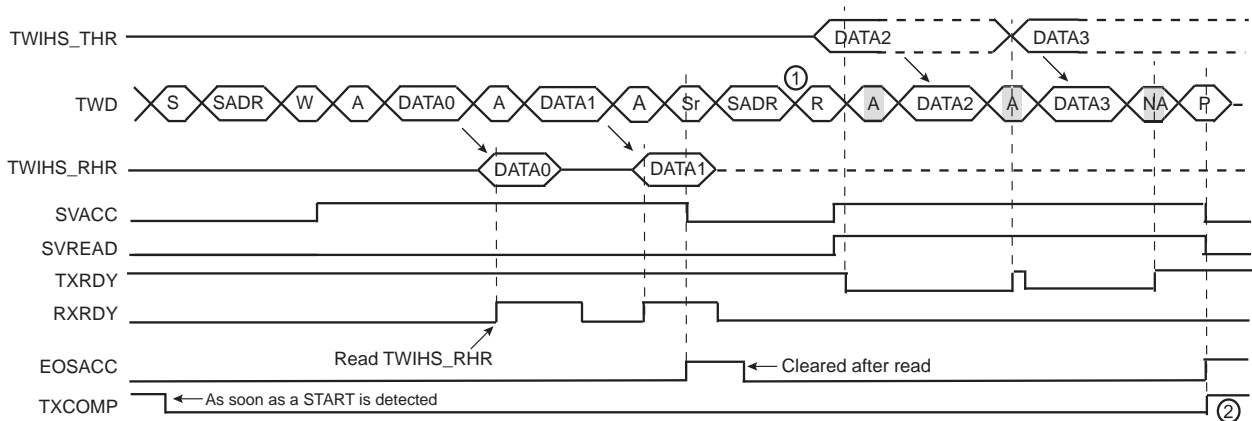 TWIHS_THR DATA2 DATA3
TWD S SADR W A DATA0 A DATA1 A Sr SADR 1 R A DATA2 A DATA3 NA P
TWIHS_RHR DATA0 DATA1
SVACC
SVREAD
TXRDY
RXRDY
Read TWIHS_RHR
EOSACC Cleared after read
TXCOMP As soon as a START is detected 2